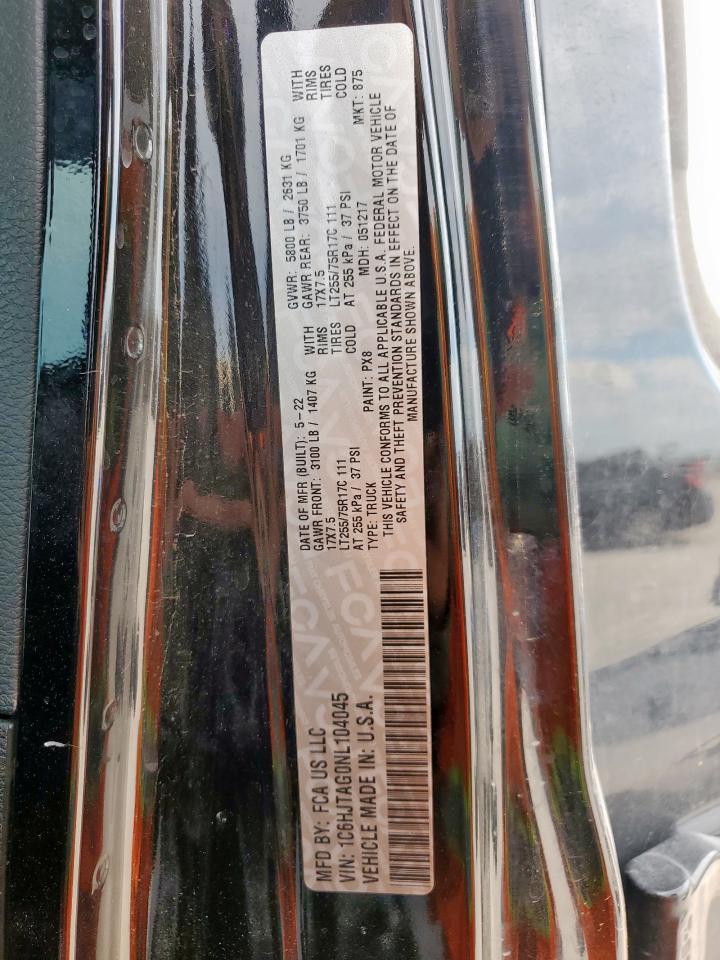 MFD BY: FCA US LLC
VIN: 1C6HJTAG0NL104045
VEHICLE MADE IN: U.S.A.
DATE OF MFR (BUILT): 5-22 GVWR: 5800 LB / 2631 KG
GAWR FRONT: 3100 LB / 1407 KG WITH GAWR REAR: 3750 LB / 1701 KG WITH
17X7.5 RIMS 17X7.5 RIMS
LT255/75R17C 111 TIRES LT255/75R17C 111 TIRES
AT 255 kPa / 37 PSI COLD AT 255 kPa / 37 PSI COLD
TYPE: TRUCK PAINT: PX8 MDH: 051217 MKT: 875
THIS VEHICLE CONFORMS TO ALL APPLICABLE U.S.A. FEDERAL MOTOR VEHICLE
SAFETY AND THEFT PREVENTION STANDARDS IN EFFECT ON THE DATE OF
MANUFACTURE SHOWN ABOVE.